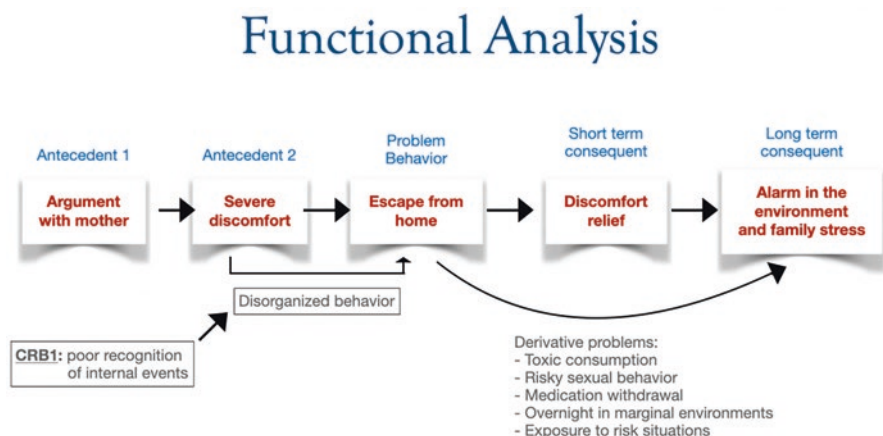 Functional Analysis
Antecedent 1
Argument
with mother
Antecedent 2
Severe
discomfort
Problem
Behavior
Escape from
home
Short term
consequent
Discomfort
relief
Long term
consequent
Alarm in the
environment
and family stress
Disorganized behavior
CRB1: poor recognition
of internal events
Derivative problems:
- Toxic consumption
- Risky sexual behavior
- Medication withdrawal
- Overnight in marginal environments
- Exposure to risk situations